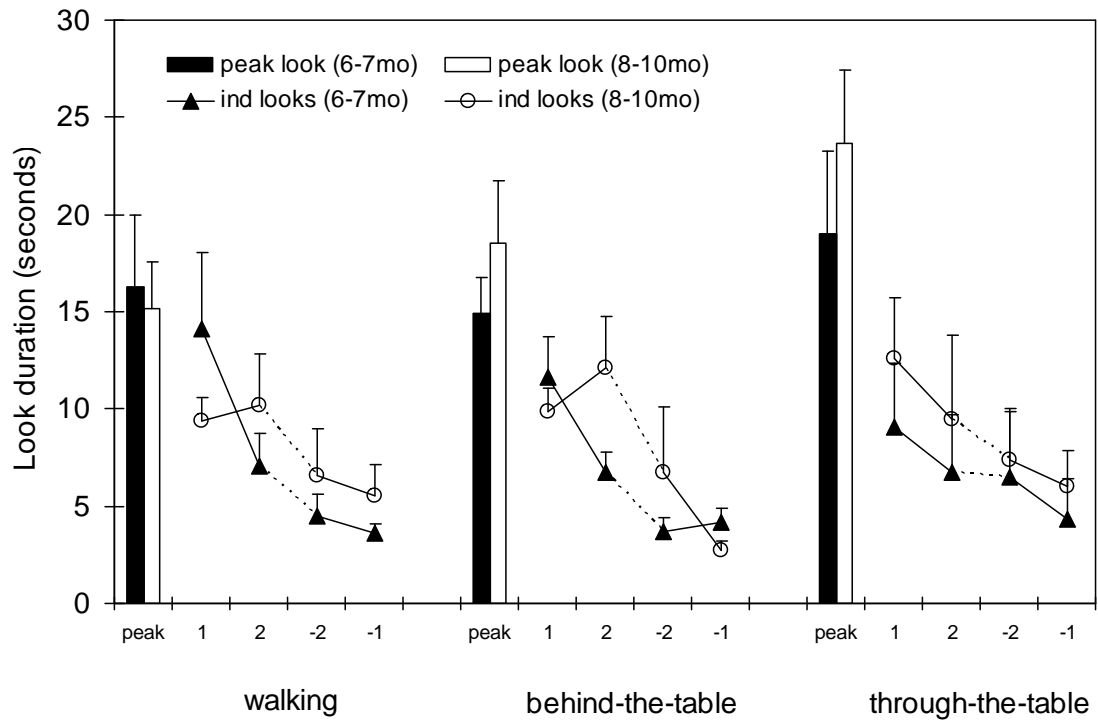 30
25
20
15
10
5
0
Look duration (seconds)
peak look (6-7mo) peak look (8-10mo)
ind looks (6-7mo) ind looks (8-10mo)
peak 1 2 -2 -1 peak 1 2 -2 -1 peak 1 2 -2 -1
walking behind-the-table through-the-table